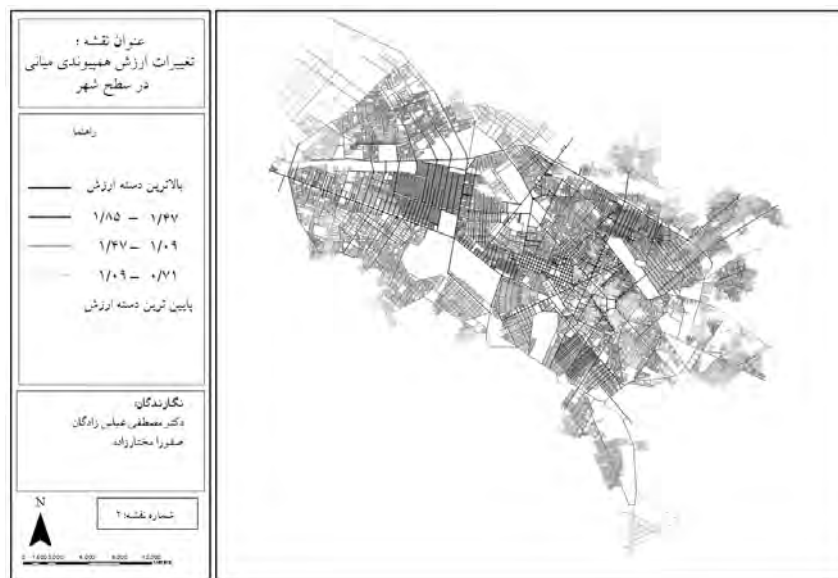 عنوان نقشه :
تغییرات ارزش همپیوندی میانی
در سطح شهر
راهنما
بالاترین دسته ارزش
۱/۸۵ – ۱/۴۷
۱/۴۷ – ۱/۰۹
۱/۰۹ – ۰/۷۱
پایین ترین دسته ارزش
نگارندگان:
دکتر مصطفی عباس زادگان
صفورا مختارزاده
N
شماره نقشه: ۲